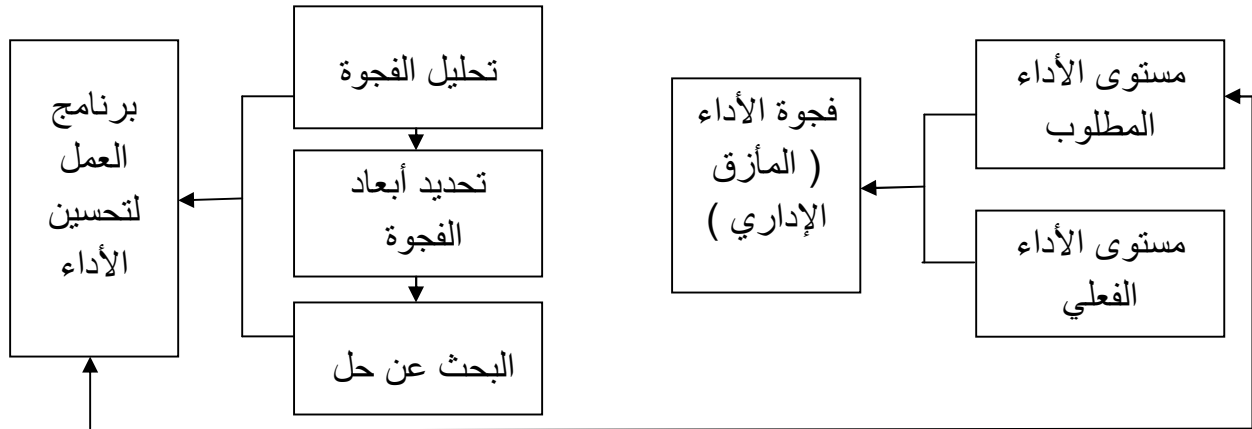 مستوى الأداء
المطلوب
مستوى الأداء
الفعلي
فجوة الأداء
( المأزق
الإداري )
تحليل الفجوة
تحديد أبعاد
الفجوة
البحث عن حل
برنامج
العمل
لتحسين
الأداء